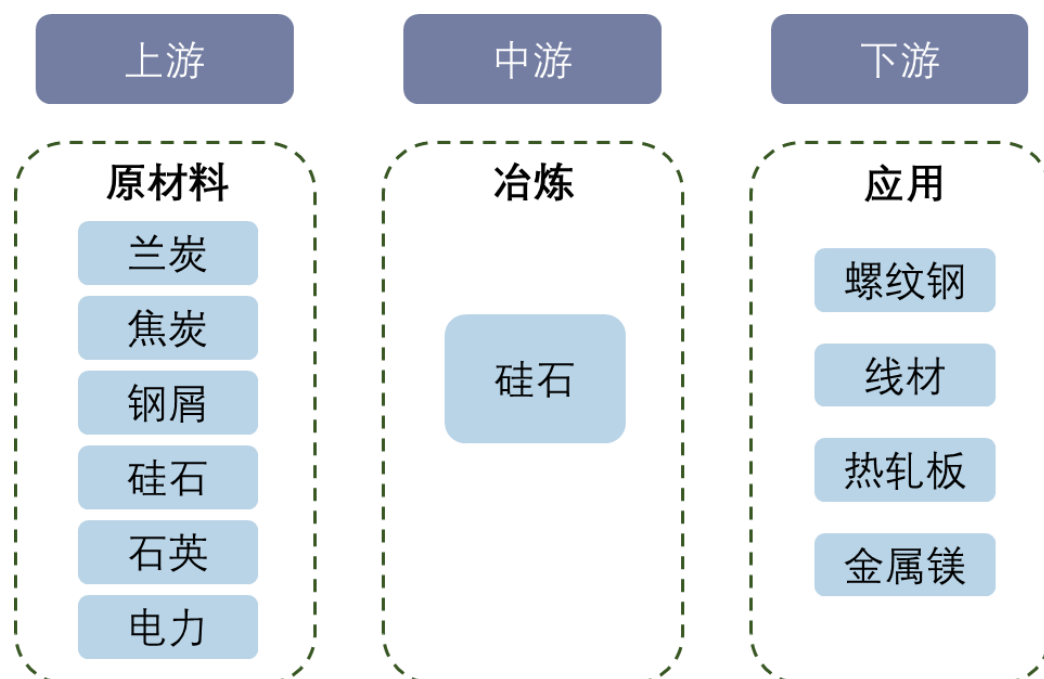 上游
中游
下游
原材料
兰炭
焦炭
钢屑
硅石
石英
电力
冶炼
硅石
应用
螺纹钢
线材
热轧板
金属镁